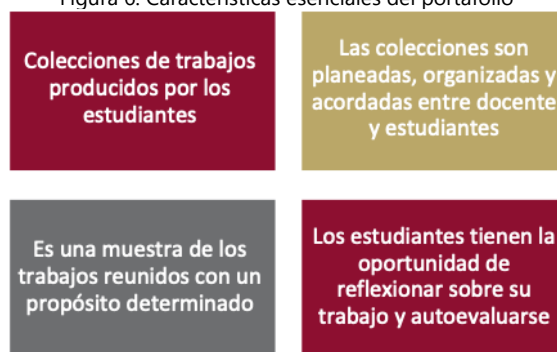 Figura 6. Características esenciales del portafolio
Colecciones de trabajos
producidos por los
estudiantes
Las colecciones son
planeadas, organizadas y
acordadas entre docente
y estudiantes
Es una muestra de los
trabajos reunidos con un
propósito determinado
Los estudiantes tienen la
oportunidad de
reflexionar sobre su
trabajo y autoevaluarse